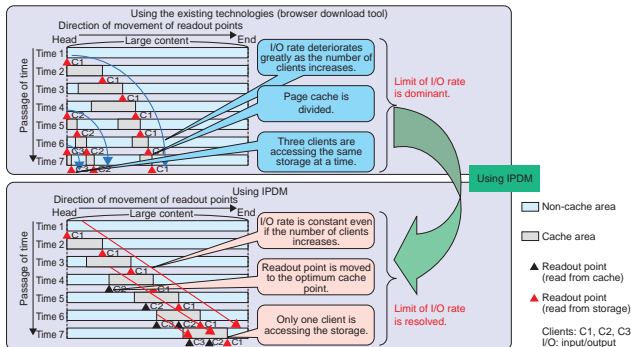 Using the existing technologies (browser download tool)
Direction of movement of readout points
Head
Large content
End
Passage of time
Time 1
Time 2
Time 3
Time 4
Time 5
Time 6
Time 7
C1
C1
C1
C2
C1
C2
C1
C3
C2
C1
C3
C2
C1
I/O rate deteriorates
greatly as the number of
clients increases.
Page cache is
divided.
Three clients are
accessing the same
storage at a time.
Limit of I/O rate
is dominant.
Using IPDM
Using IPDM
Direction of movement of readout points
Head
Large content
End
Passage of time
Time 1
Time 2
Time 3
Time 4
Time 5
Time 6
Time 7
C1
C1
C1
C2
C1
C2
C1
C3
C2
C1
C3
C2
C1
I/O rate is constant even
if the number of clients
increases.
Readout point is moved
to the optimum cache
point.
Only one client is
accessing the storage.
Limit of I/O rate
is resolved.
Non-cache area
Cache area
Readout point
(read from cache)
Readout point
(read from storage)
Clients: C1, C2, C3
I/O: input/output